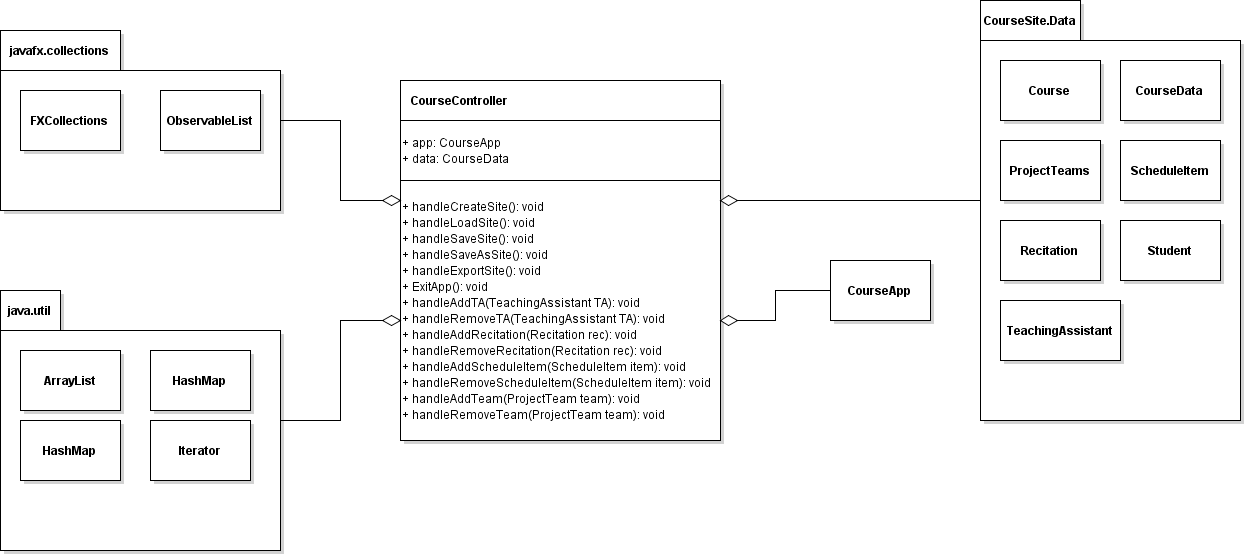 javafx.collections
FXCollections
ObservableList
java.util
ArrayList
HashMap
HashMap
Iterator
CourseController
+ app: CourseApp
+ data: CourseData
+ handleCreateSite(): void
+ handleLoadSite(): void
+ handleSaveSite(): void
+ handleSaveAsSite(): void
+ handleExportSite(): void
+ ExitApp(): void
+ handleAddTA(TeachingAssistant TA): void
+ handleRemoveTA(TeachingAssistant TA): void
+ handleAddRecitation(Recitation rec): void
+ handleRemoveRecitation(Recitation rec): void
+ handleAddScheduleItem(ScheduleItem item): void
+ handleRemoveScheduleItem(ScheduleItem item): void
+ handleAddTeam(ProjectTeam team): void
+ handleRemoveTeam(ProjectTeam team): void
CourseApp
CourseSite.Data
Course
CourseData
ProjectTeams
ScheduleItem
Recitation
Student
TeachingAssistant